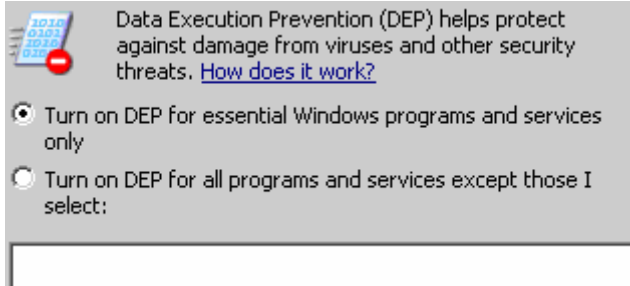 Data Execution Prevention (DEP) helps protect
against damage from viruses and other security
threats. How does it work?
Turn on DEP for essential Windows programs and services
only
Turn on DEP for all programs and services except those I
select: